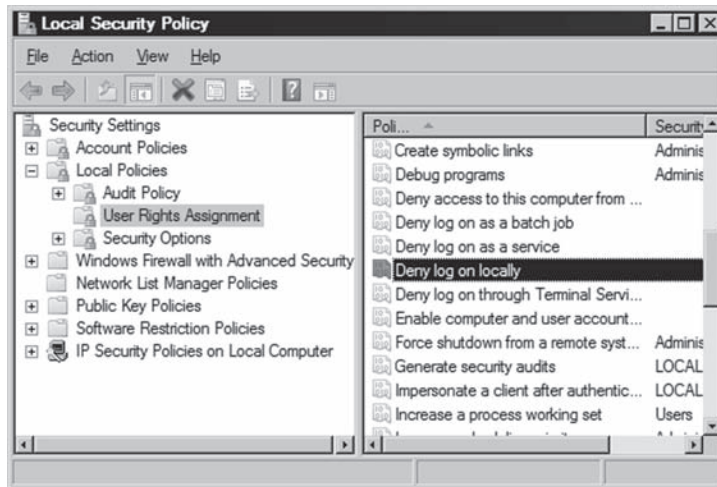 Local Security Policy
File Action View Help
Security Settings
Account Policies
Local Policies
Audit Policy
User Rights Assignment
Security Options
Windows Firewall with Advanced Security
Network List Manager Policies
Public Key Policies
Software Restriction Policies
IP Security Policies on Local Computer
Poli... Security
Create symbolic links Adminis
Debug programs Adminis
Deny access to this computer from ...
Deny log on as a batch job
Deny log on as a service
Deny log on locally
Deny log on through Terminal Servi...
Enable computer and user account...
Force shutdown from a remote syst... Adminis
Generate security audits LOCAL
Impersonate a client after authentic... LOCAL
Increase a process working set Users